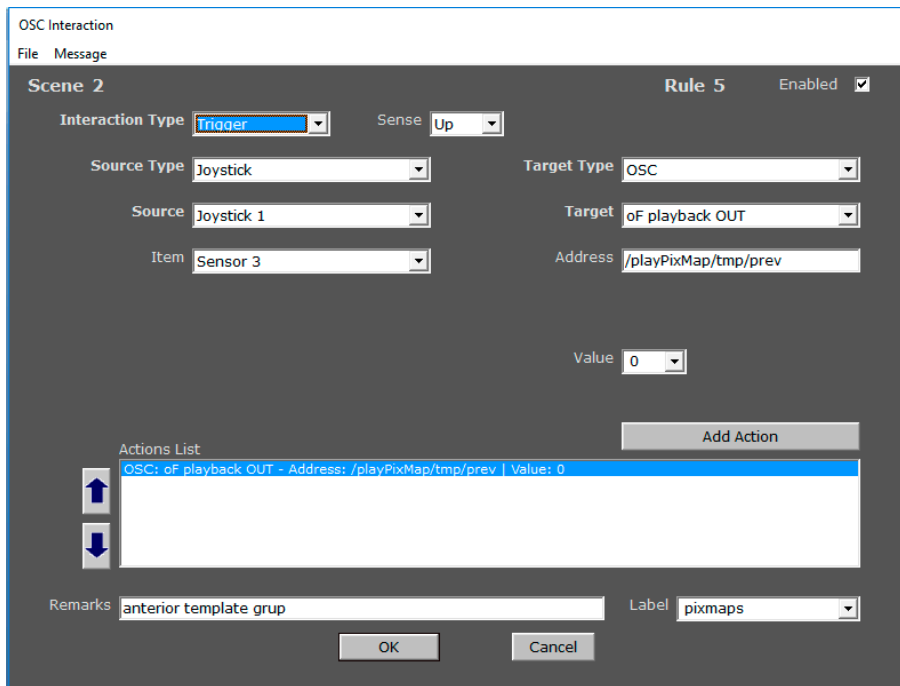 OSC Interaction
File Message
Scene 2 Rule 5 Enabled
Interaction Type Trigger Sense Up
Source Type Joystick Target Type OSC
Source Joystick 1 Target oF playback OUT
Item Sensor 3 Address /playPixMap/tmp/prev
Value 0
Add Action
Actions List
OSC: oF playback OUT - Address: /playPixMap/tmp/prev | Value: 0
Remarks anterior template grup Label pixmaps
OK Cancel